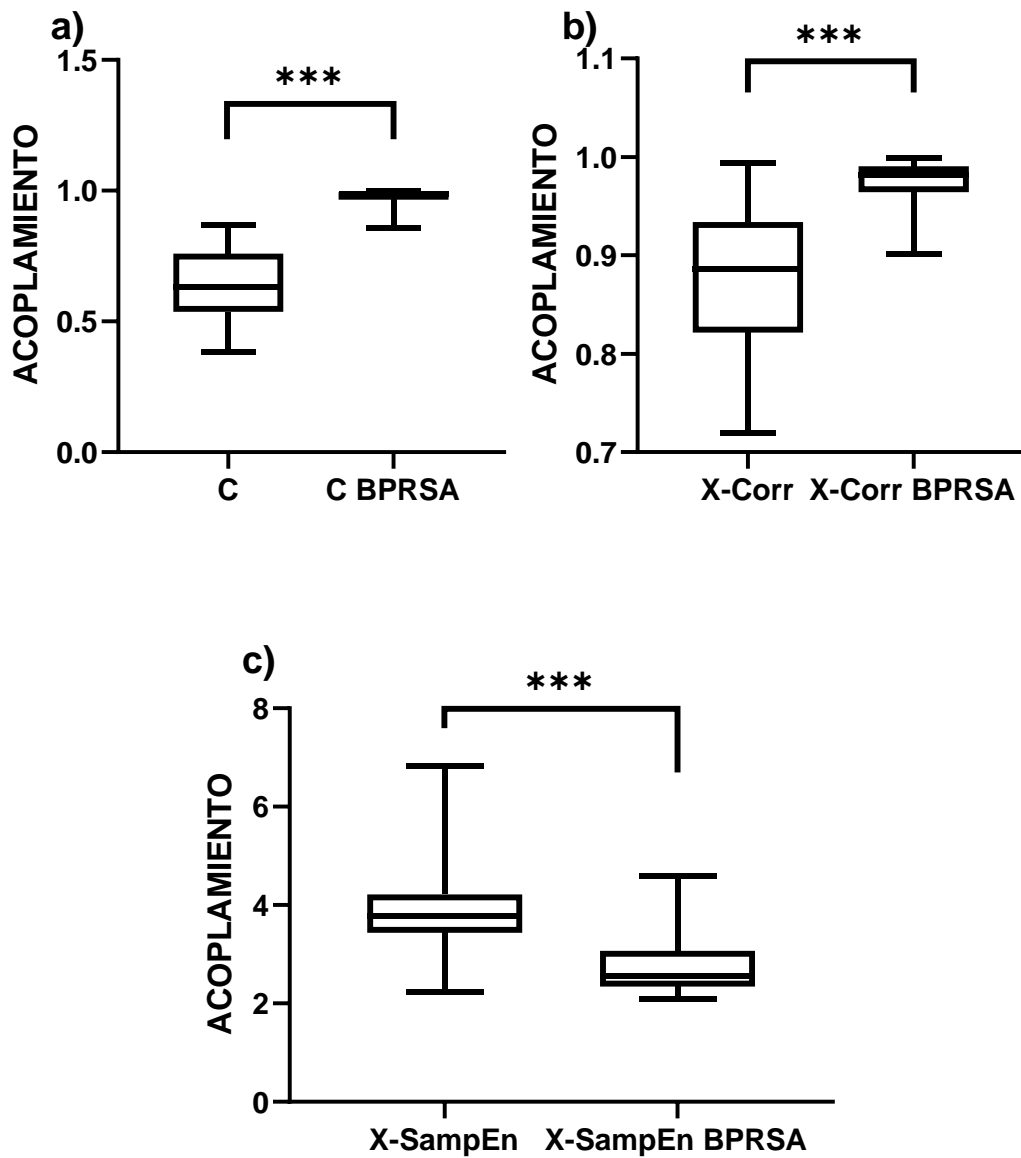 a)
***
1.5
1.0
0.5
0.0
ACOPLAMIENTO
C
C BPRSA
b)
***
1.1
1.0
0.9
0.8
0.7
ACOPLAMIENTO
X-Corr
X-Corr BPRSA
c)
***
8
6
4
2
0
ACOPLAMIENTO
X-SampEn
X-SampEn BPRSA